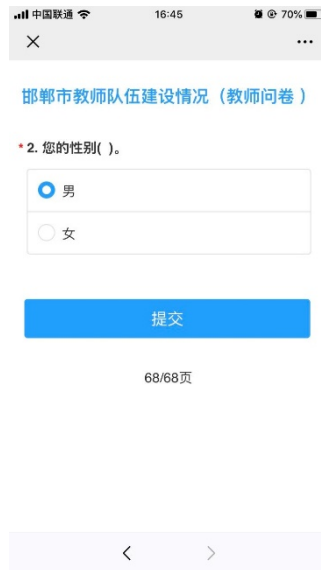 中国联通 16:45 70%
邯郸市教师队伍建设情况（教师问卷 ）
* 2. 您的性别( )。
男
女
提交
68/68页